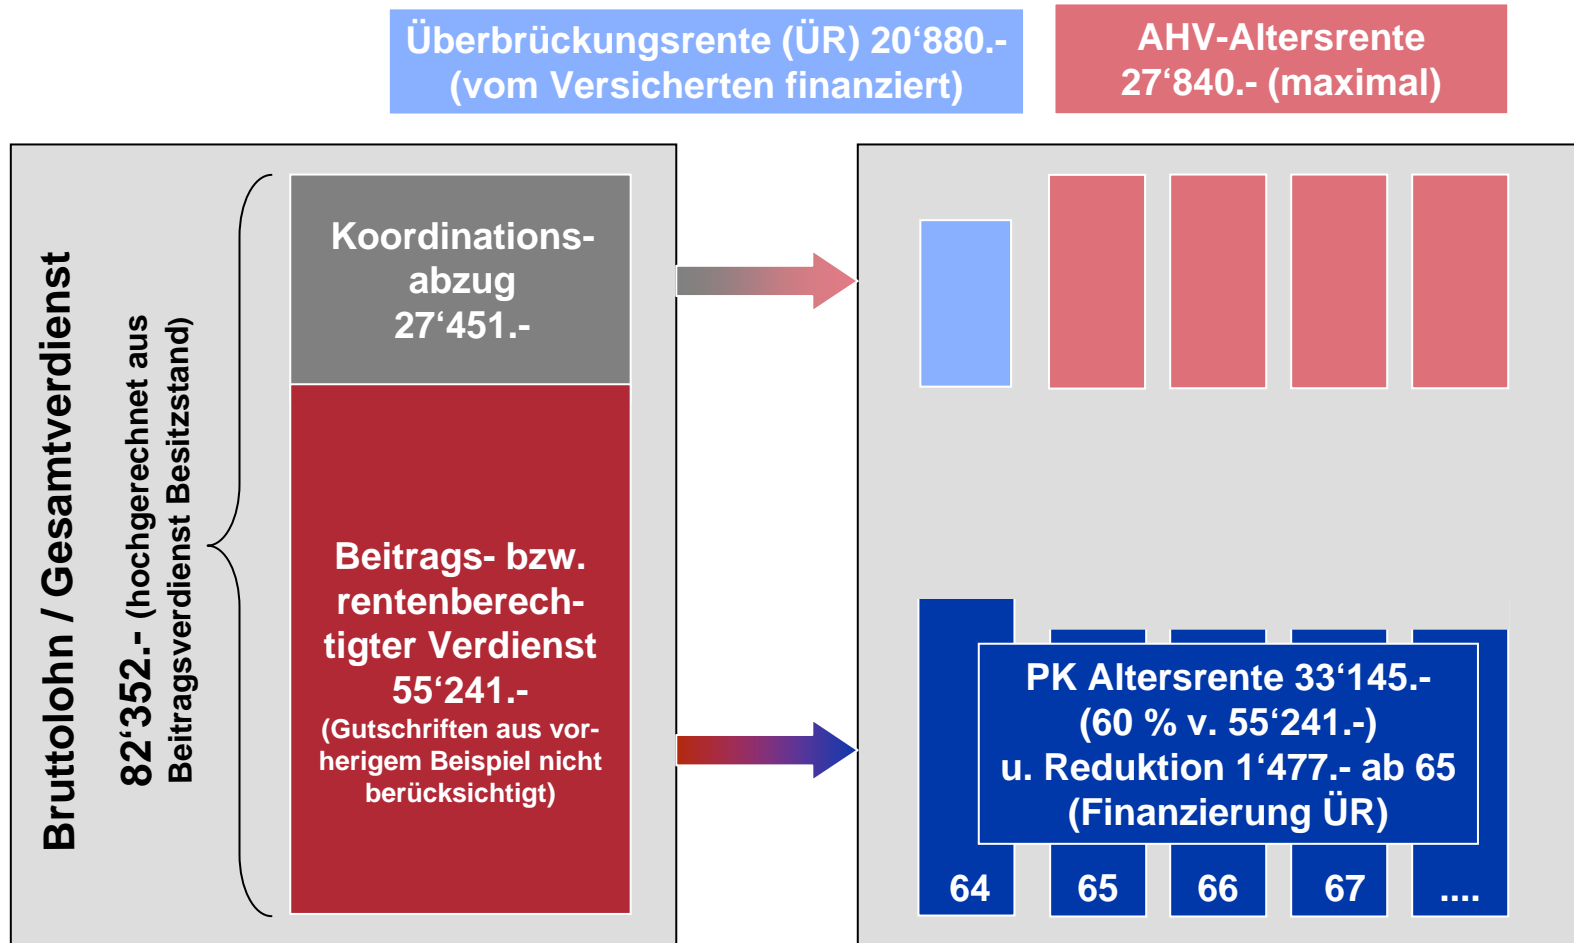 Überbrückungsrente (ÜR) 20‘880.-
(vom Versicherten finanziert)
AHV-Altersrente
27‘840.- (maximal)
Bruttolohn / Gesamtverdienst
82‘352.- (hochgerechnet aus
Beitragsverdienst Besitzstand)
Koordinations-
abzug
27‘451.-
Beitrags- bzw.
rentenberech-
tigter Verdienst
55‘241.-
(Gutschriften aus vor-
herigem Beispiel nicht
berücksichtigt)
PK Altersrente 33‘145.-
(60 % v. 55‘241.-)
u. Reduktion 1‘477.- ab 65
(Finanzierung ÜR)
64 65 66 67 ....